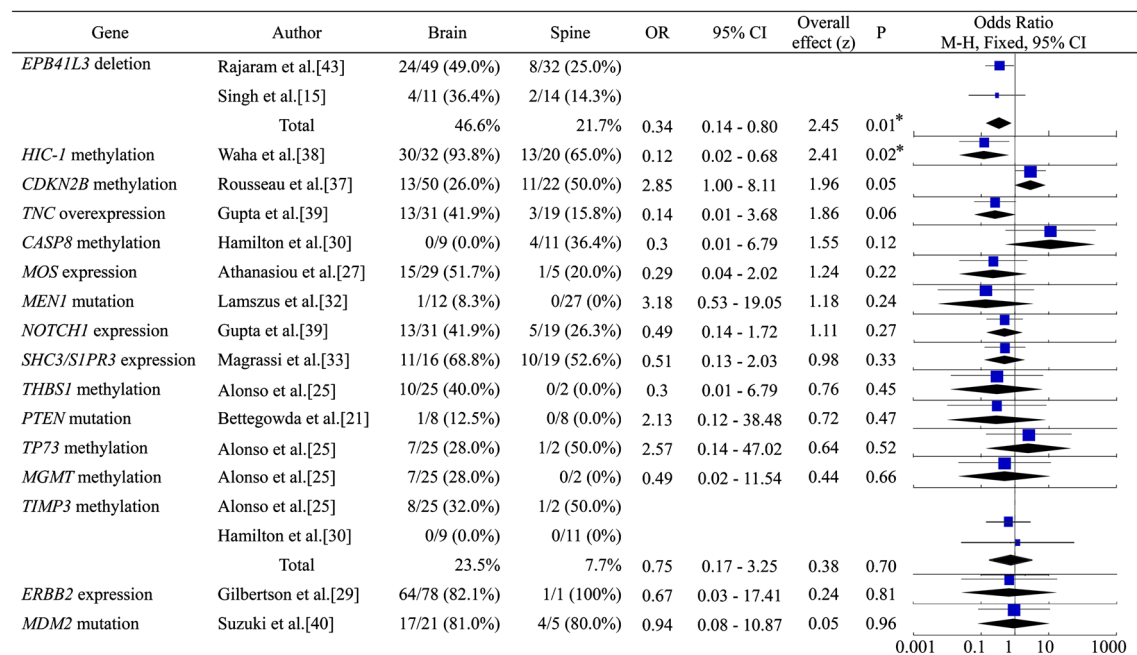 Gene Author Brain Spine OR 95% CI Overall effect (z) P Odds Ratio M-H, Fixed, 95% CI
EPB41L3 deletion Rajaram et al.[43] 24/49 (49.0%) 8/32 (25.0%)
Singh et al.[15] 4/11 (36.4%) 2/14 (14.3%)
Total 46.6% 21.7% 0.34 0.14 - 0.80 2.45 0.01*
HIC-1 methylation Waha et al.[38] 30/32 (93.8%) 13/20 (65.0%) 0.12 0.02 - 0.68 2.41 0.02*
CDKN2B methylation Rousseau et al.[37] 13/50 (26.0%) 11/22 (50.0%) 2.85 1.00 - 8.11 1.96 0.05
TNC overexpression Gupta et al.[39] 13/31 (41.9%) 3/19 (15.8%) 0.14 0.01 - 3.68 1.86 0.06
CASP8 methylation Hamilton et al.[30] 0/9 (0.0%) 4/11 (36.4%) 0.3 0.01 - 6.79 1.55 0.12
MOS expression Athanasiou et al.[27] 15/29 (51.7%) 1/5 (20.0%) 0.29 0.04 - 2.02 1.24 0.22
MEN1 mutation Lamszus et al.[32] 1/12 (8.3%) 0/27 (0%) 3.18 0.53 - 19.05 1.18 0.24
NOTCH1 expression Gupta et al.[39] 13/31 (41.9%) 5/19 (26.3%) 0.49 0.14 - 1.72 1.11 0.27
SHC3/S1PR3 expression Magrassi et al.[33] 11/16 (68.8%) 10/19 (52.6%) 0.51 0.13 - 2.03 0.98 0.33
THBS1 methylation Alonso et al.[25] 10/25 (40.0%) 0/2 (0.0%) 0.3 0.01 - 6.79 0.76 0.45
PTEN mutation Bettegowda et al.[21] 1/8 (12.5%) 0/8 (0.0%) 2.13 0.12 - 38.48 0.72 0.47
TP73 methylation Alonso et al.[25] 7/25 (28.0%) 1/2 (50.0%) 2.57 0.14 - 47.02 0.64 0.52
MGMT methylation Alonso et al.[25] 7/25 (28.0%) 0/2 (0.0%) 0.49 0.02 - 11.54 0.44 0.66
TIMP3 methylation Alonso et al.[25] 8/25 (32.0%) 1/2 (50.0%)
Hamilton et al.[30] 0/9 (0.0%) 0/11 (0%)
Total 23.5% 7.7% 0.75 0.17 - 3.25 0.38 0.70
ERBB2 expression Gilbertson et al.[29] 64/78 (82.1%) 1/1 (100%) 0.67 0.03 - 17.41 0.24 0.81
MDM2 mutation Suzuki et al.[40] 17/21 (81.0%) 4/5 (80.0%) 0.94 0.08 - 10.87 0.05 0.96
0.001 0.1 1 10 1000